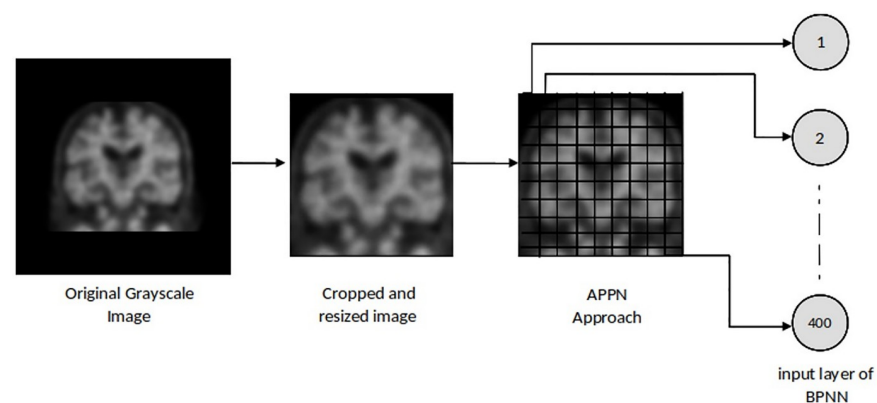 1
2
400
Original Grayscale
Image
Cropped and
resized image
APPN
Approach
input layer of
BPNN